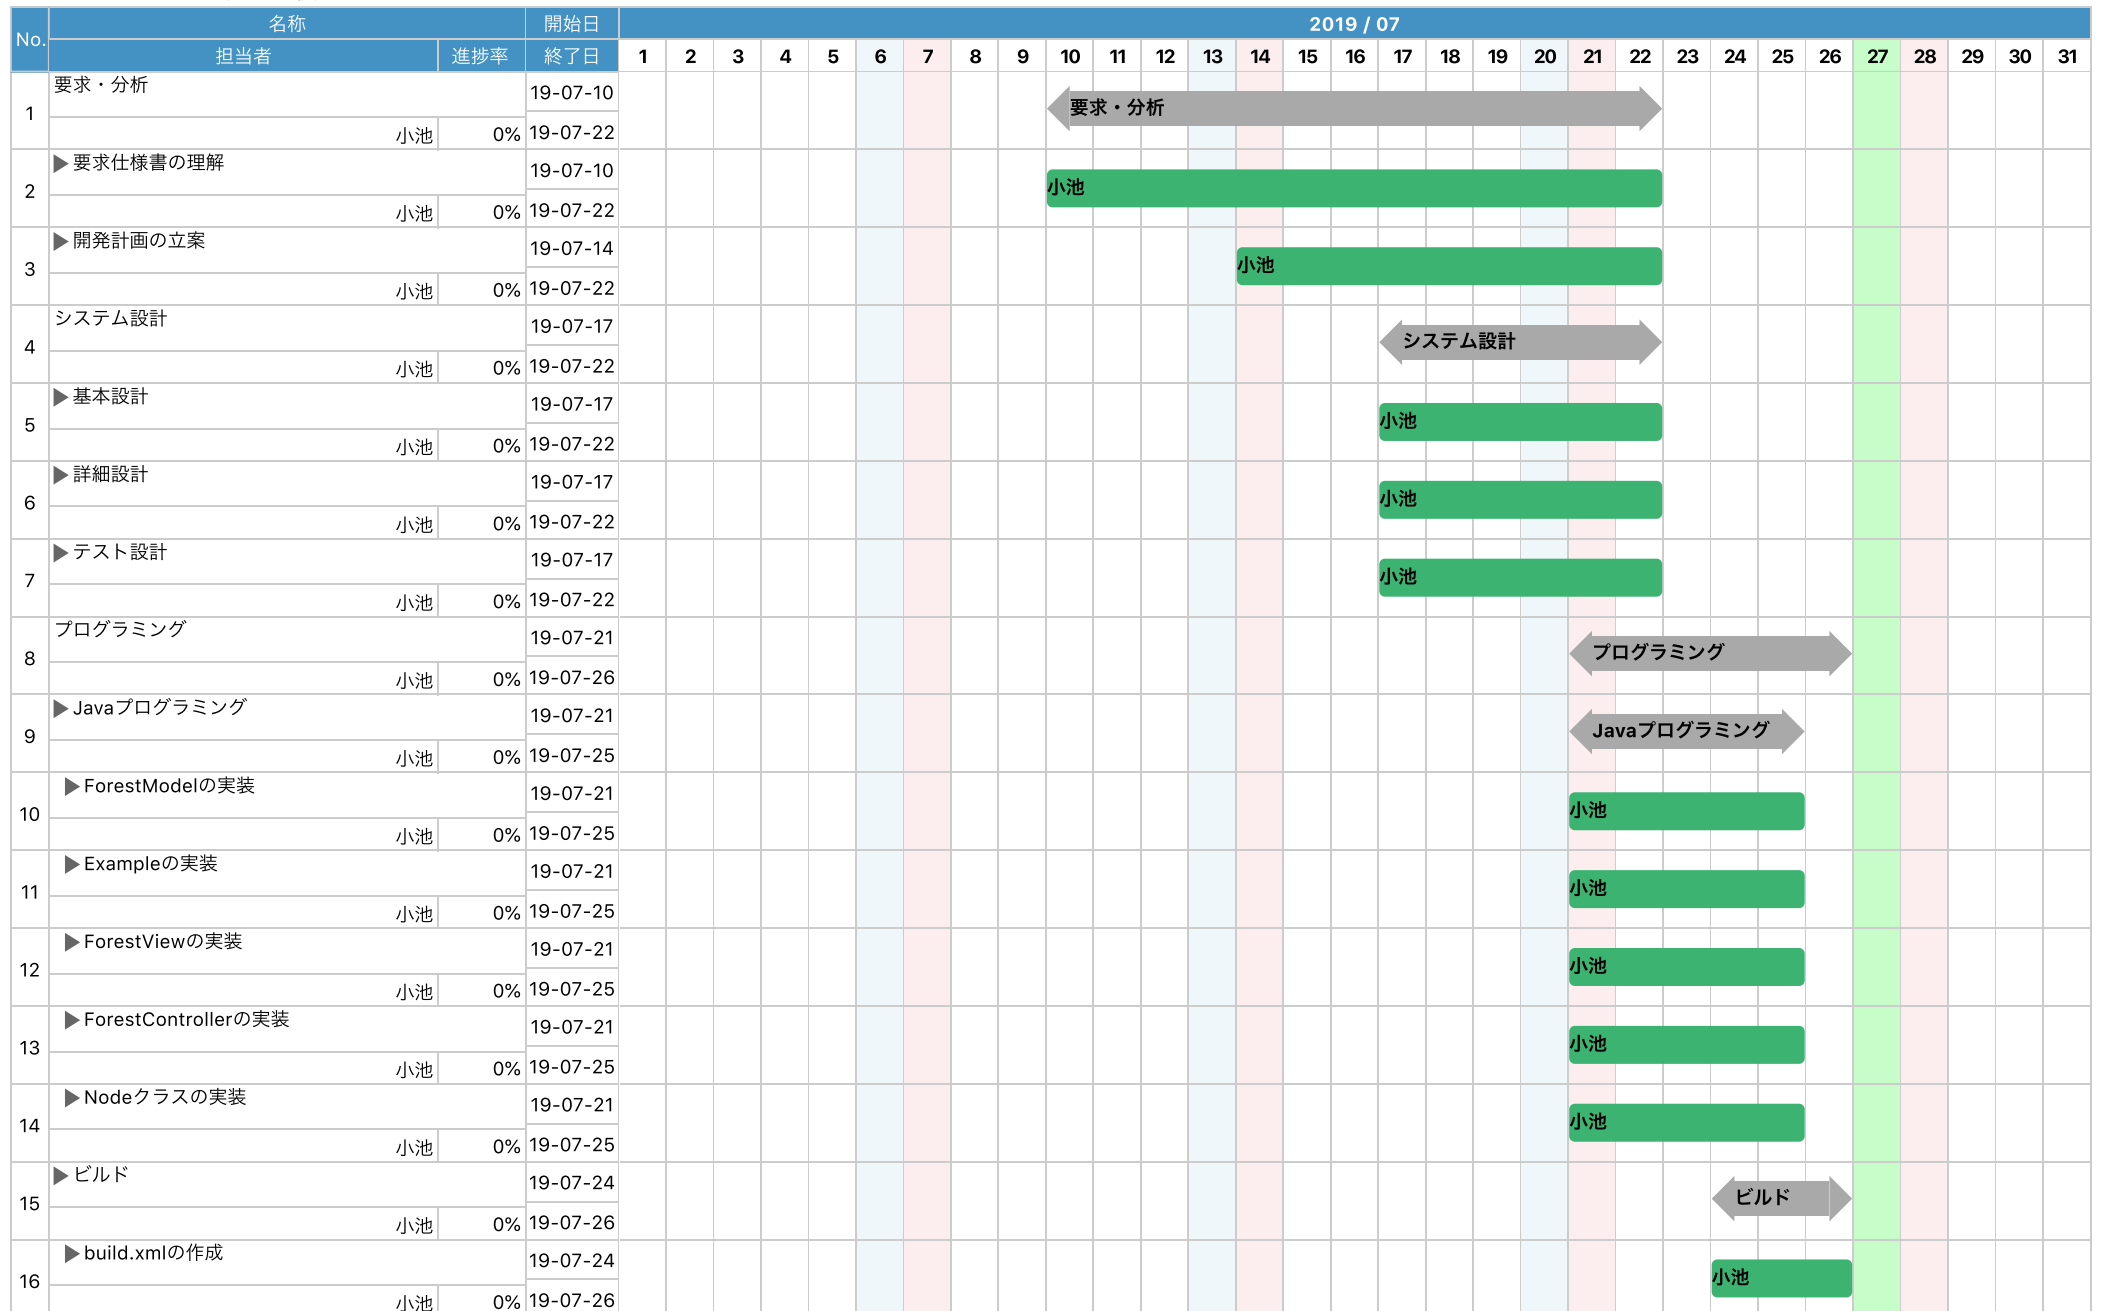 No. 名称 開始日 2019 / 07
担当者 進捗率 終了日 1 2 3 4 5 6 7 8 9 10 11 12 13 14 15 16 17 18 19 20 21 22 23 24 25 26 27 28 29 30 31
1 要求・分析 19-07-10 要求・分析
小池 0% 19-07-22
2 ▶要求仕様書の理解 19-07-10 小池
小池 0% 19-07-22
3 ▶開発計画の立案 19-07-14 小池
小池 0% 19-07-22
4 システム設計 19-07-17 システム設計
小池 0% 19-07-22
5 ▶基本設計 19-07-17 小池
小池 0% 19-07-22
6 ▶詳細設計 19-07-17 小池
小池 0% 19-07-22
7 ▶テスト設計 19-07-17 小池
小池 0% 19-07-22
8 プログラミング 19-07-21 プログラミング
小池 0% 19-07-26
9 ▶Javaプログラミング 19-07-21 Javaプログラミング
小池 0% 19-07-25
10 ▶ForestModelの実装 19-07-21 小池
小池 0% 19-07-25
11 ▶Exampleの実装 19-07-21 小池
小池 0% 19-07-25
12 ▶ForestViewの実装 19-07-21 小池
小池 0% 19-07-25
13 ▶ForestControllerの実装 19-07-21 小池
小池 0% 19-07-25
14 ▶Nodeクラスの実装 19-07-21 小池
小池 0% 19-07-25
15 ▶ビルド 19-07-24 ビルド
小池 0% 19-07-26
16 ▶build.xmlの作成 19-07-24 小池
小池 0% 19-07-26